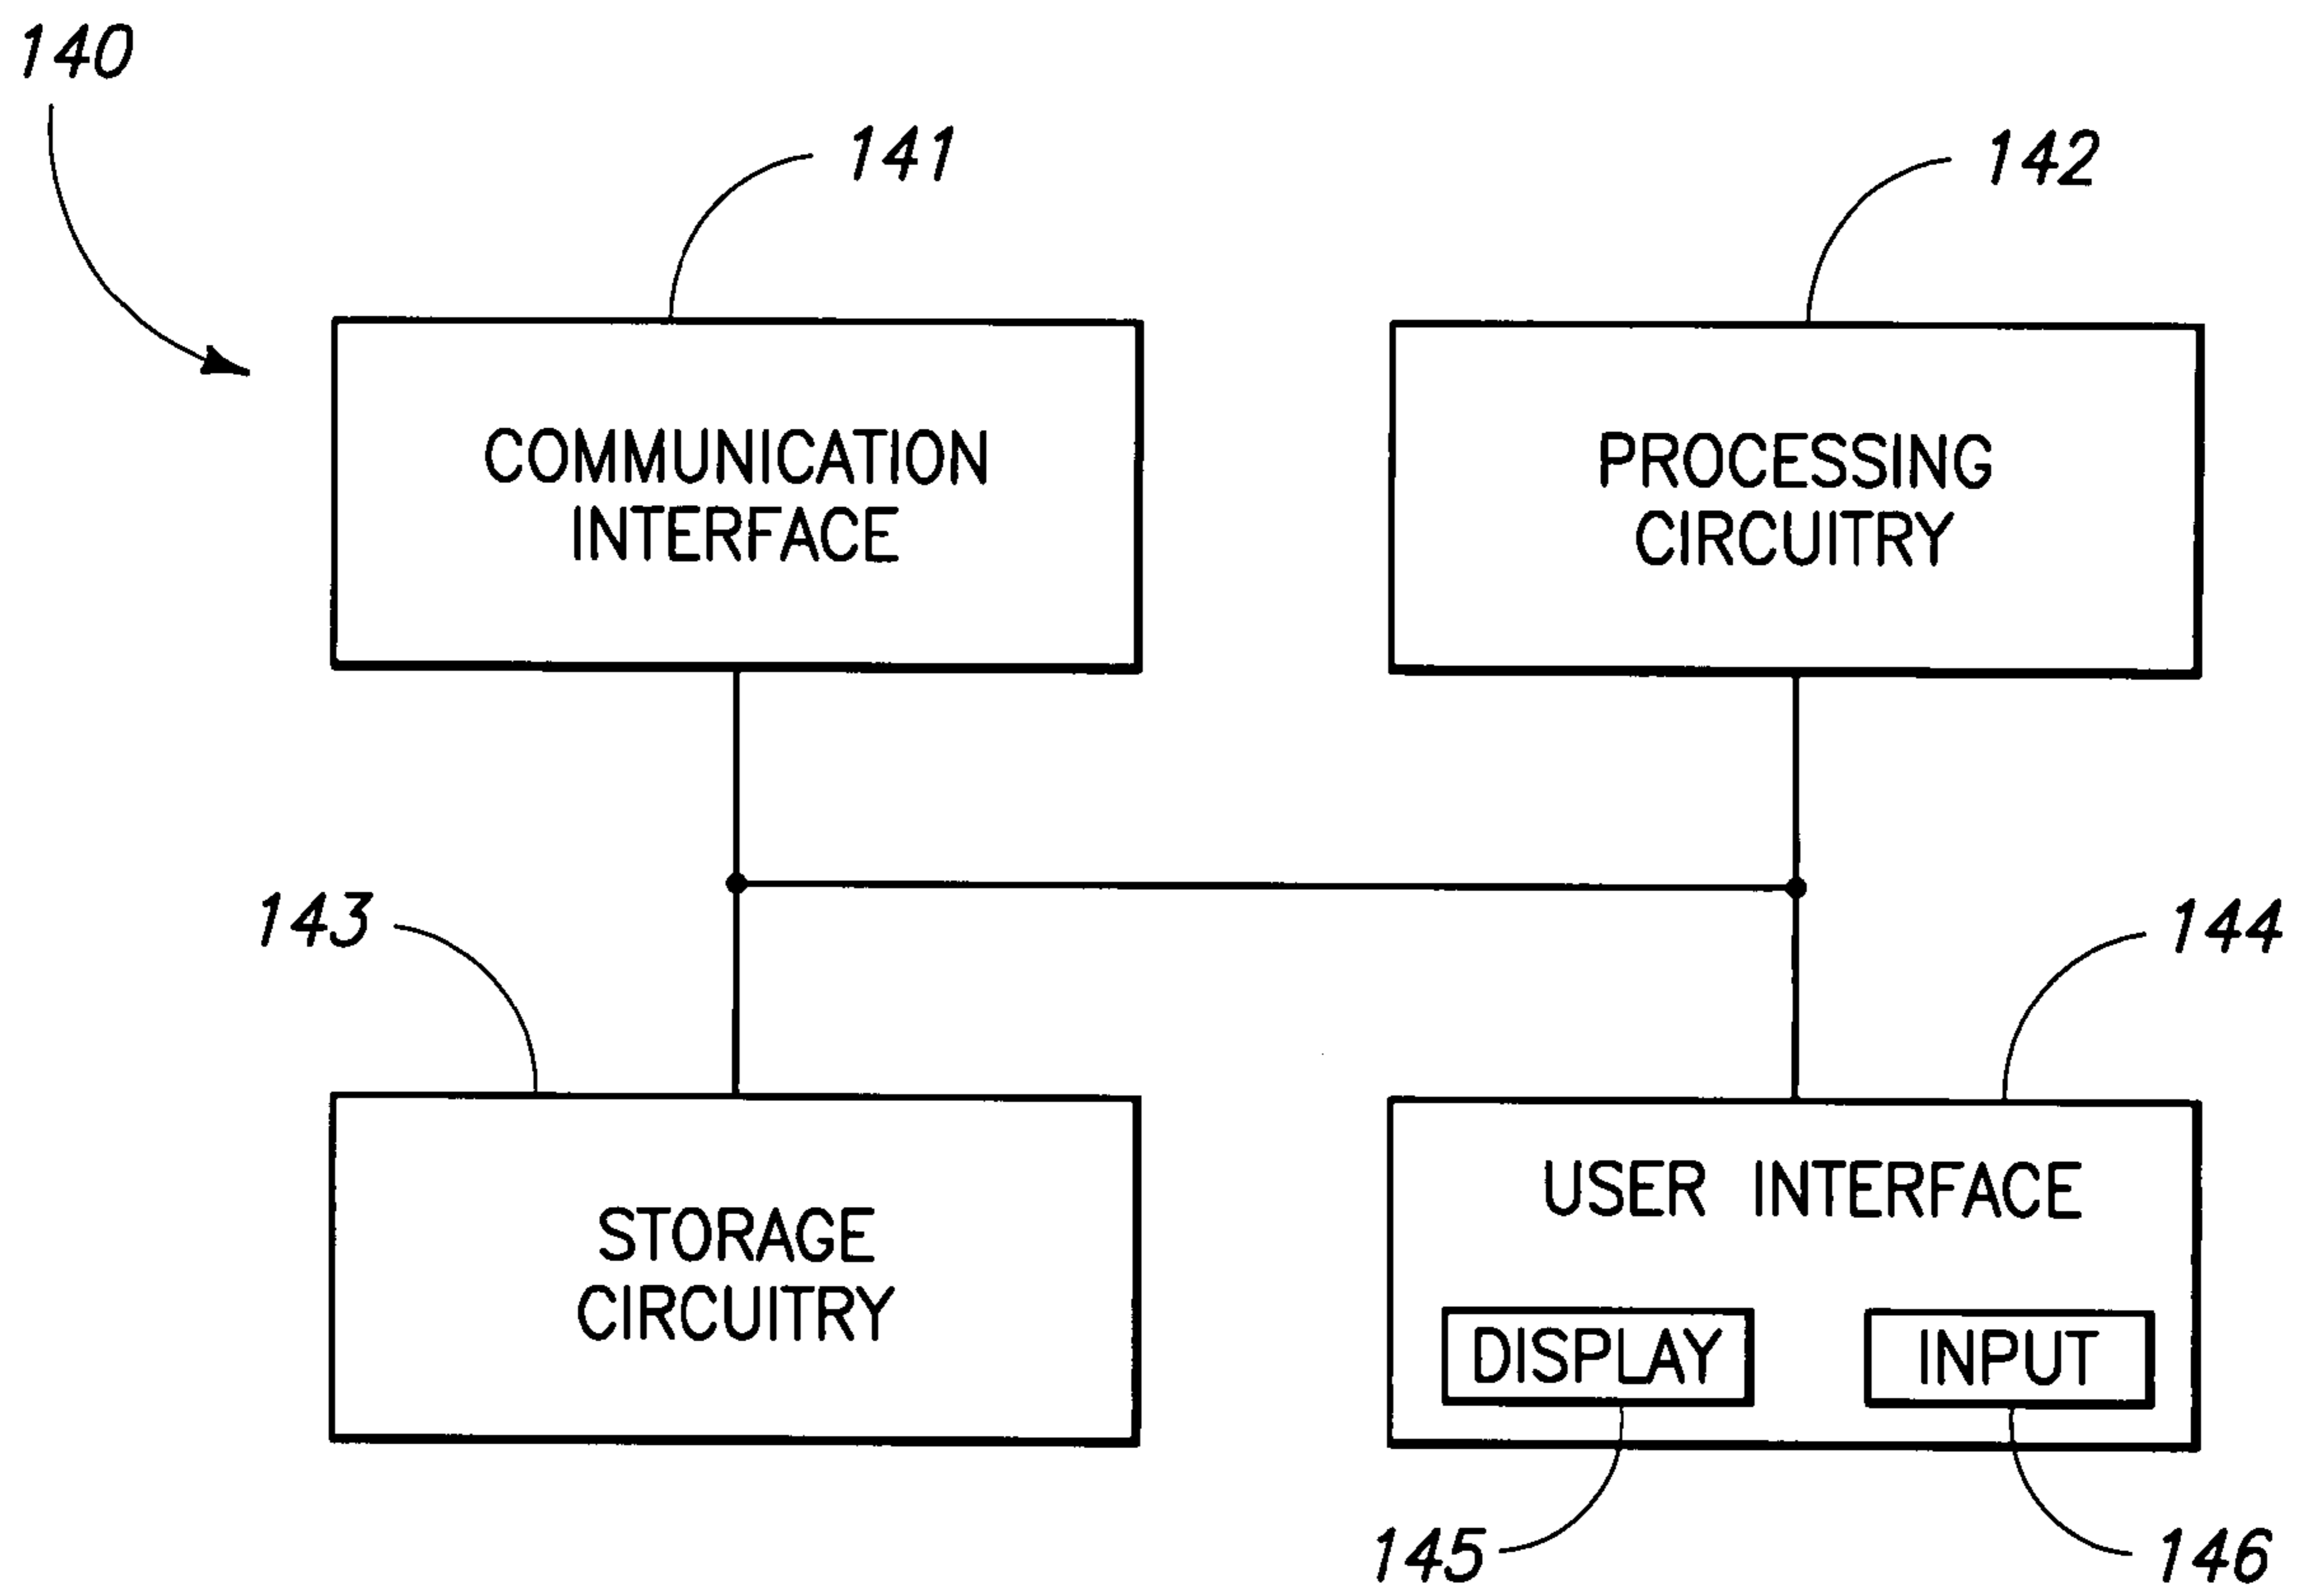 140
141
142
COMMUNICATION
INTERFACE
PROCESSING
CIRCUITRY
143
144
STORAGE
CIRCUITRY
USER INTERFACE
DISPLAY
INPUT
145
146